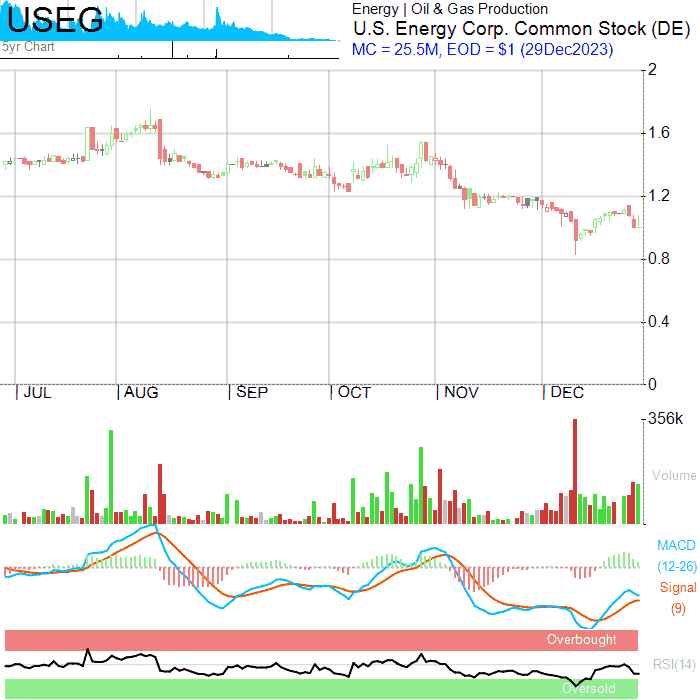 USEG
5yr Chart
Energy | Oil & Gas Production
U.S. Energy Corp. Common Stock (DE)
MC = 25.5M, EOD = $1 (29Dec2023)
2
1.6
1.2
0.8
0.4
0
JUL AUG SEP OCT NOV DEC
356k
Volume
MACD
(12-26)
Signal
(9)
Overbought
RSI(14)
Oversold